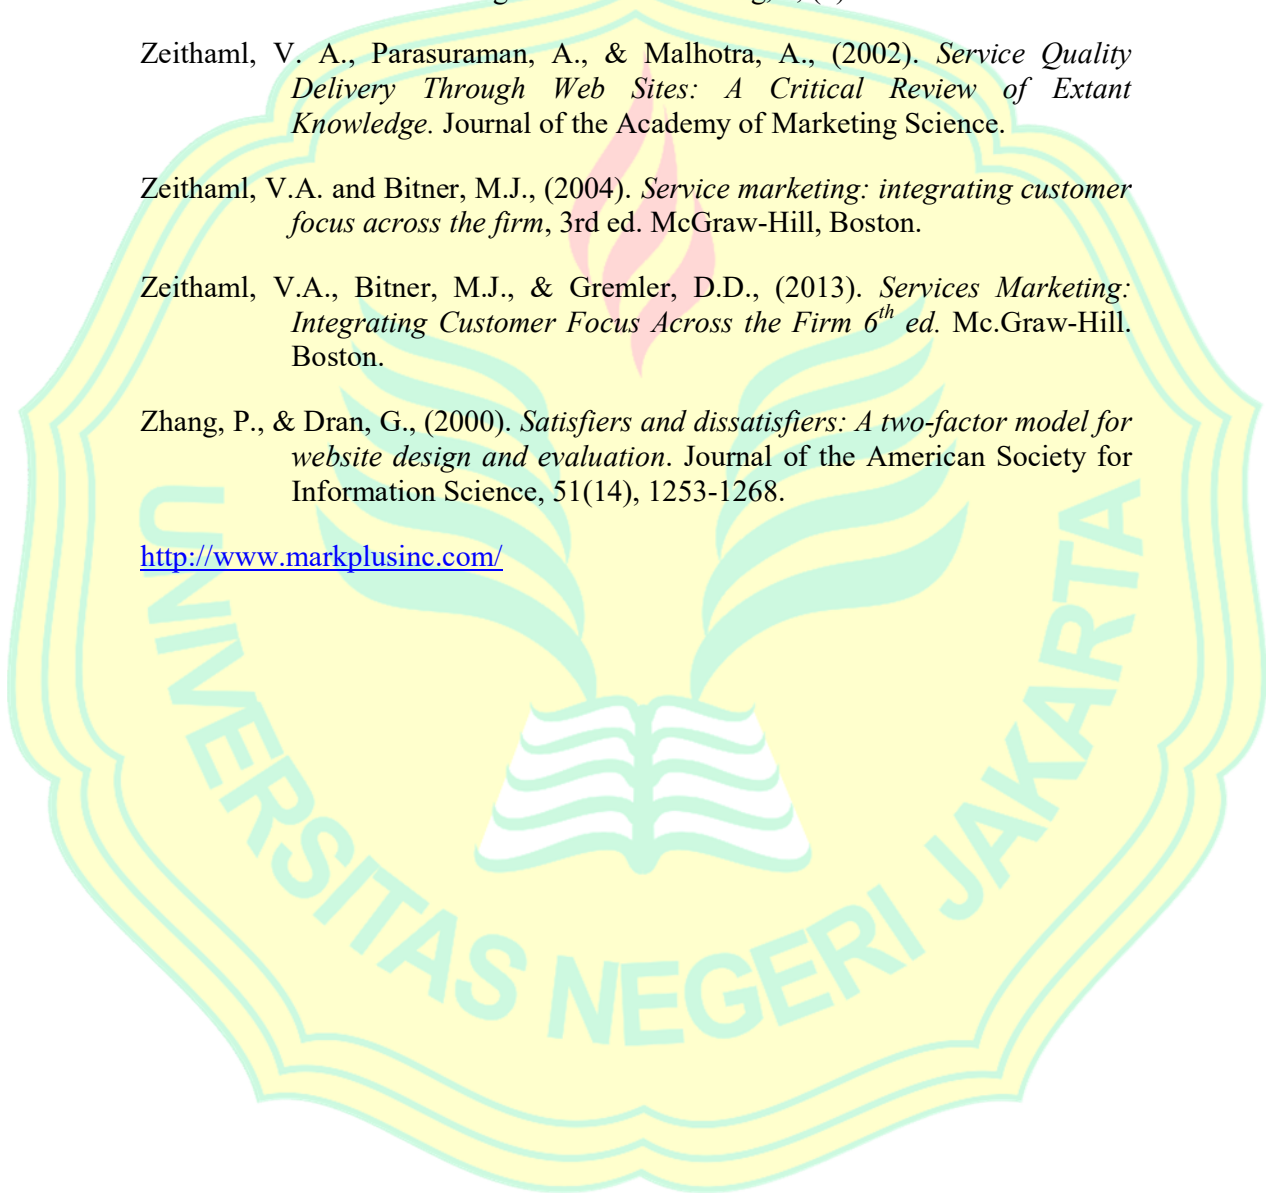 Zeithaml, V. A., Parasuraman, A., & Malhotra, A., (2002). Service Quality
Delivery Through Web Sites: A Critical Review of Extant
Knowledge. Journal of the Academy of Marketing Science.
Zeithaml, V.A. and Bitner, M.J., (2004). Service marketing: integrating customer
focus across the firm, 3rd ed. McGraw-Hill, Boston.
Zeithaml, V.A., Bitner, M.J., & Gremler, D.D., (2013). Services Marketing:
Integrating Customer Focus Across the Firm 6th ed. Mc.Graw-Hill.
Boston.
Zhang, P., & Dran, G., (2000). Satisfiers and dissatisfiers: A two-factor model for
website design and evaluation. Journal of the American Society for
Information Science, 51(14), 1253-1268.
http://www.markplusinc.com/
UNIVERSITAS NEGERI JAKARTA